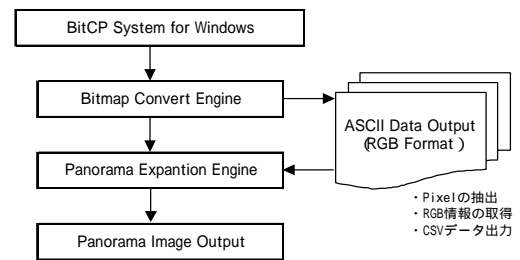 BitCP System for Windows
Bitmap Convert Engine
ASCII Data Output
(RGB Format )
Panorama Expantion Engine
・Pixelの抽出
・RGB情報の取得
・CSVデータ出力
Panorama Image Output